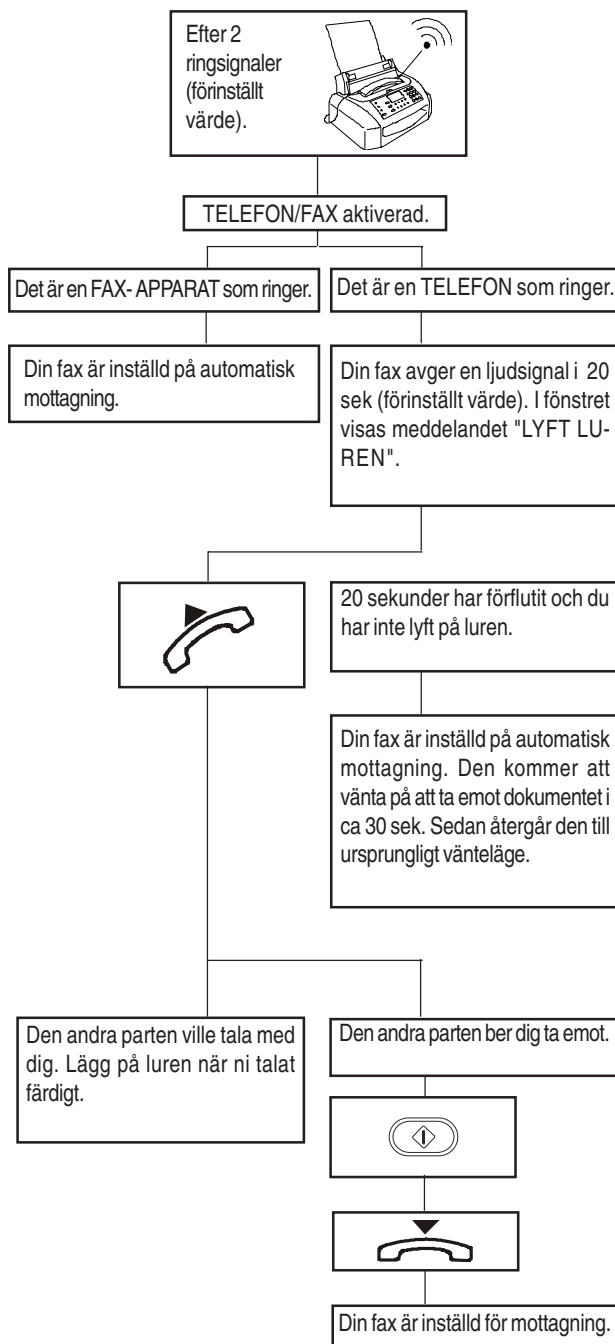 Efter 2
ringsignaler
(förinställt
värde).
TELEFON/FAX aktiverad.
Det är en FAX- APPARAT som ringer.
Det är en TELEFON som ringer.
Din fax är inställd på automatisk
mottagning.
Din fax avger en ljudsignal i 20
sek (förinställt värde). I fönstret
visas meddelandet "LYFT LU-
REN".
20 sekunder har förflutit och du
har inte lyft på luren.
Din fax är inställd på automatisk
mottagning. Den kommer att
vänta på att ta emot dokumentet i
ca 30 sek. Sedan återgår den till
ursprungligt vänteläge.
Den andra parten ville tala med
dig. Lägg på luren när ni talat
färdigt.
Den andra parten ber dig ta emot.
Din fax är inställd för mottagning.